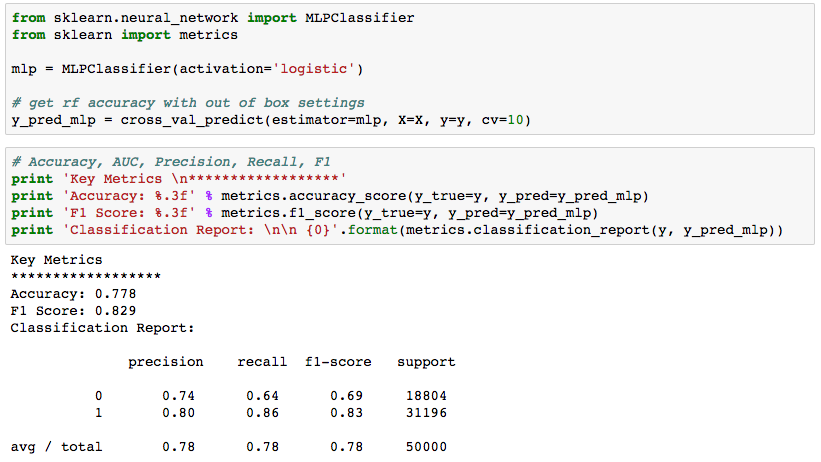 from sklearn.neural_network import MLPClassifier
from sklearn import metrics
mlp = MLPClassifier(activation='logistic')
# get rf accuracy with out of box settings
y_pred_mlp = cross_val_predict(estimator=mlp, X=X, y=y, cv=10)
# Accuracy, AUC, Precision, Recall, F1
print 'Key Metrics \n******************'
print 'Accuracy: %.3f' % metrics.accuracy_score(y_true=y, y_pred=y_pred_mlp)
print 'F1 Score: %.3f' % metrics.f1_score(y_true=y, y_pred=y_pred_mlp)
print 'Classification Report: \n\n {0}'.format(metrics.classification_report(y, y_pred_mlp))
Key Metrics
******************
Accuracy: 0.778
F1 Score: 0.829
Classification Report:
precision recall f1-score support
0 0.74 0.64 0.69 18804
1 0.80 0.86 0.83 31196
avg / total 0.78 0.78 0.78 50000